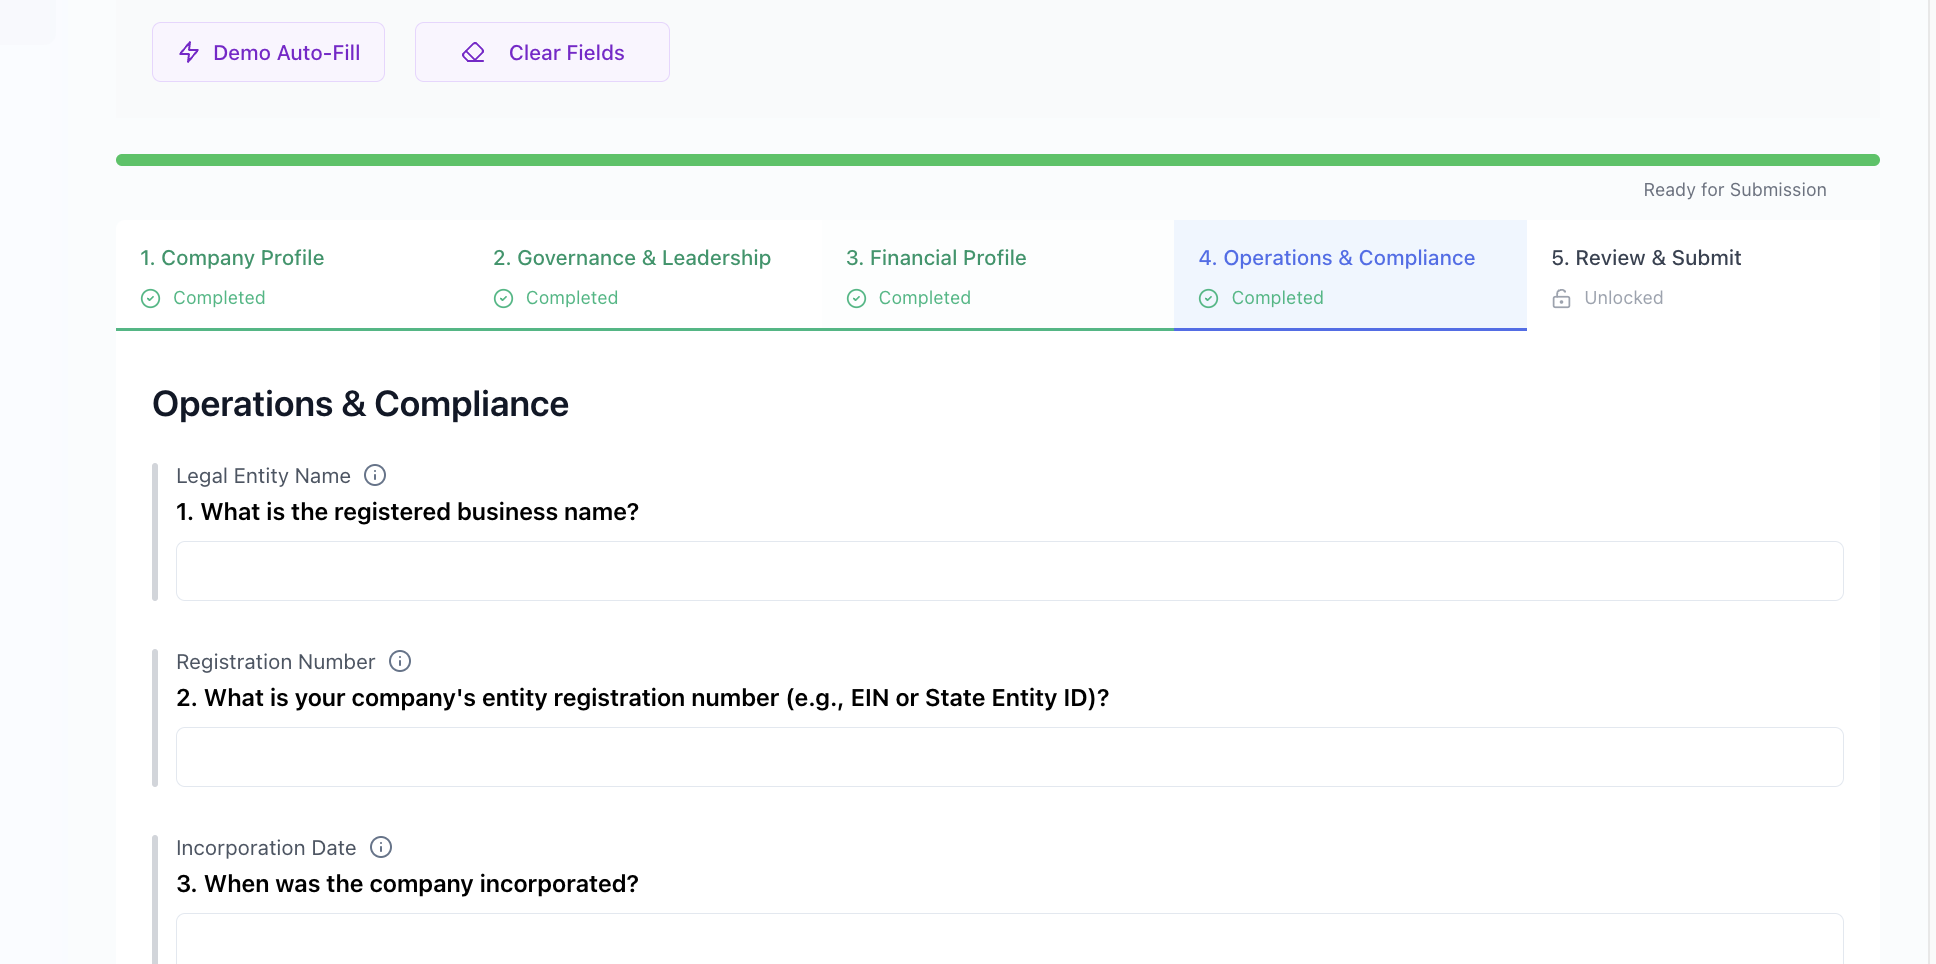 Demo Auto-Fill
Clear Fields
Ready for Submission
1. Company Profile
Completed
2. Governance & Leadership
Completed
3. Financial Profile
Completed
4. Operations & Compliance
Completed
5. Review & Submit
Unlocked
Operations & Compliance
Legal Entity Name
1. What is the registered business name?
Registration Number
2. What is your company's entity registration number (e.g., EIN or State Entity ID)?
Incorporation Date
3. When was the company incorporated?